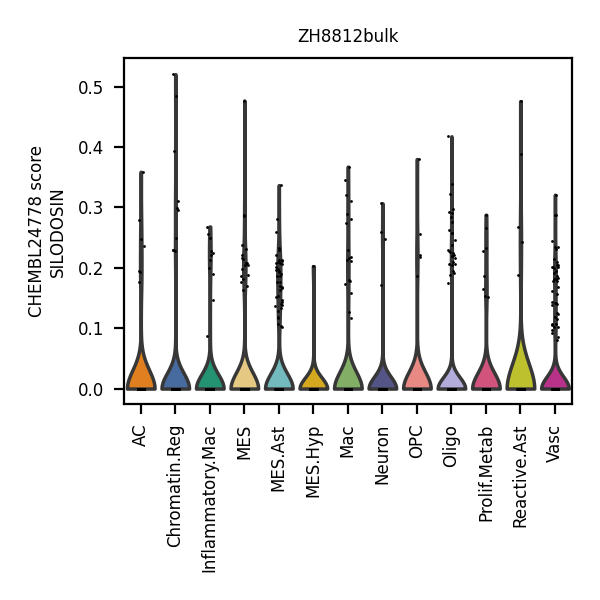 ZH8812bulk
CHEMBL24778 score
SILODOSIN
0.5
0.4
0.3
0.2
0.1
0.0
AC
Chromatin.Reg
Inflammatory.Mac
MES
MES.Ast
MES.Hyp
Mac
Neuron
OPC
Oligo
Prolif.Metab
Reactive.Ast
Vasc